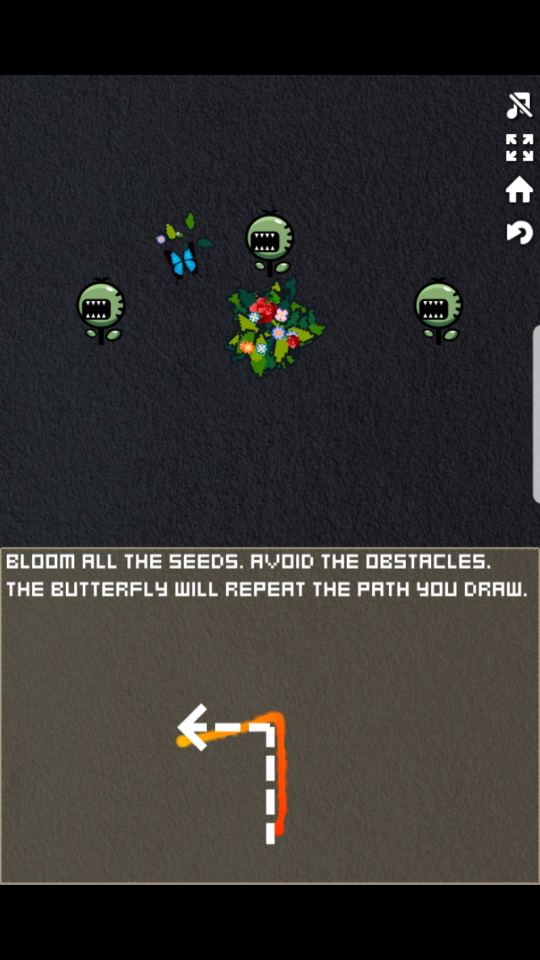 BLOOM ALL THE SEEDS. AVOID THE OBSTACLES.
THE BUTTERFLY WILL REPEAT THE PATH YOU DRAW.